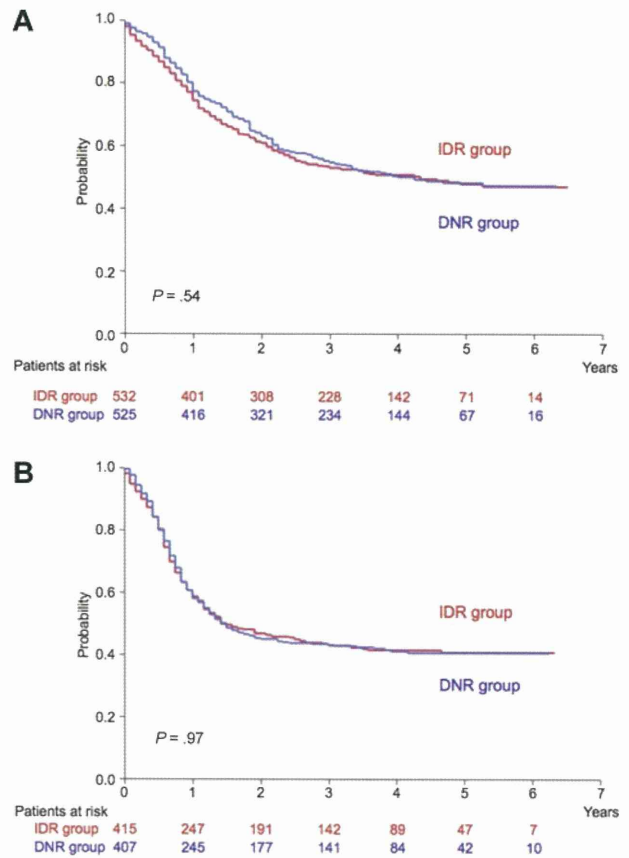 A
1.0
0.8
0.6
0.4
0.2
0.0
Probability
IDR group
DNR group
P = .54
0 1 2 3 4 5 6 7
Patients at risk Years
IDR group 532 401 308 228 142 71 14
DNR group 525 416 321 234 144 67 16
B
1.0
0.8
0.6
0.4
0.2
0.0
Probability
IDR group
DNR group
P = .97
0 1 2 3 4 5 6 7
Patients at risk Years
IDR group 415 247 191 142 89 47 7
DNR group 407 245 177 141 84 42 10